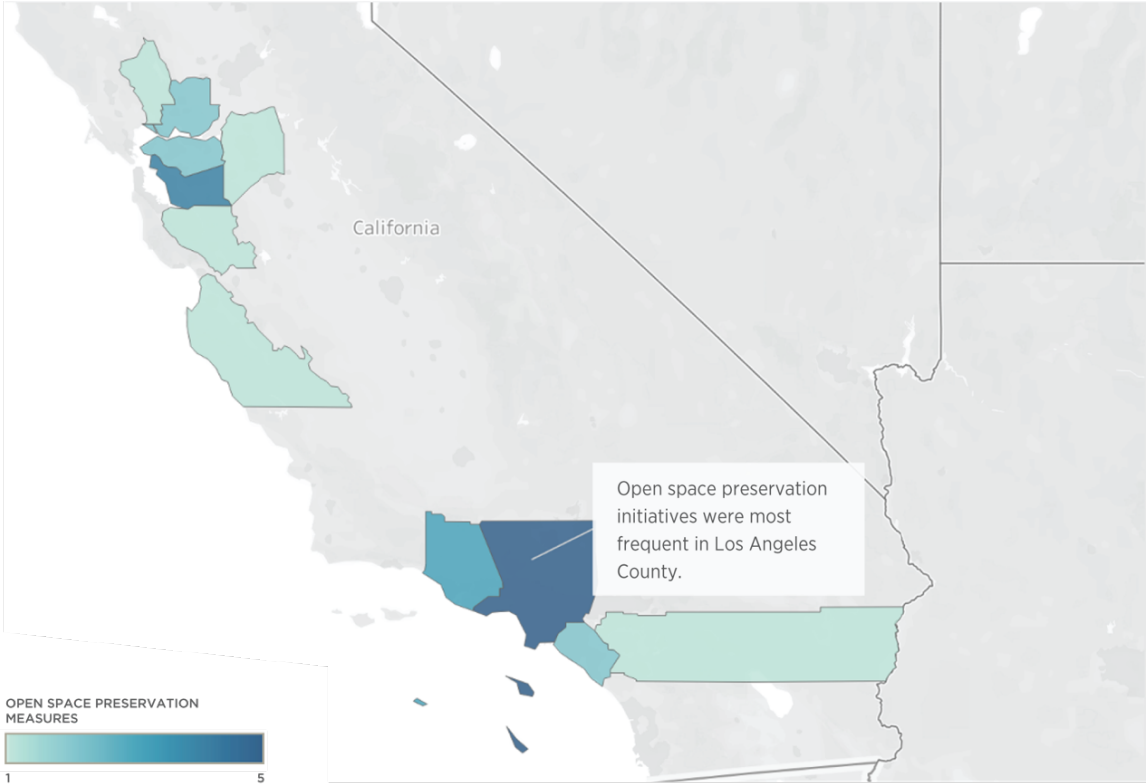 California
Open space preservation
initiatives were most
frequent in Los Angeles
County.
OPEN SPACE PRESERVATION
MEASURES
1
5